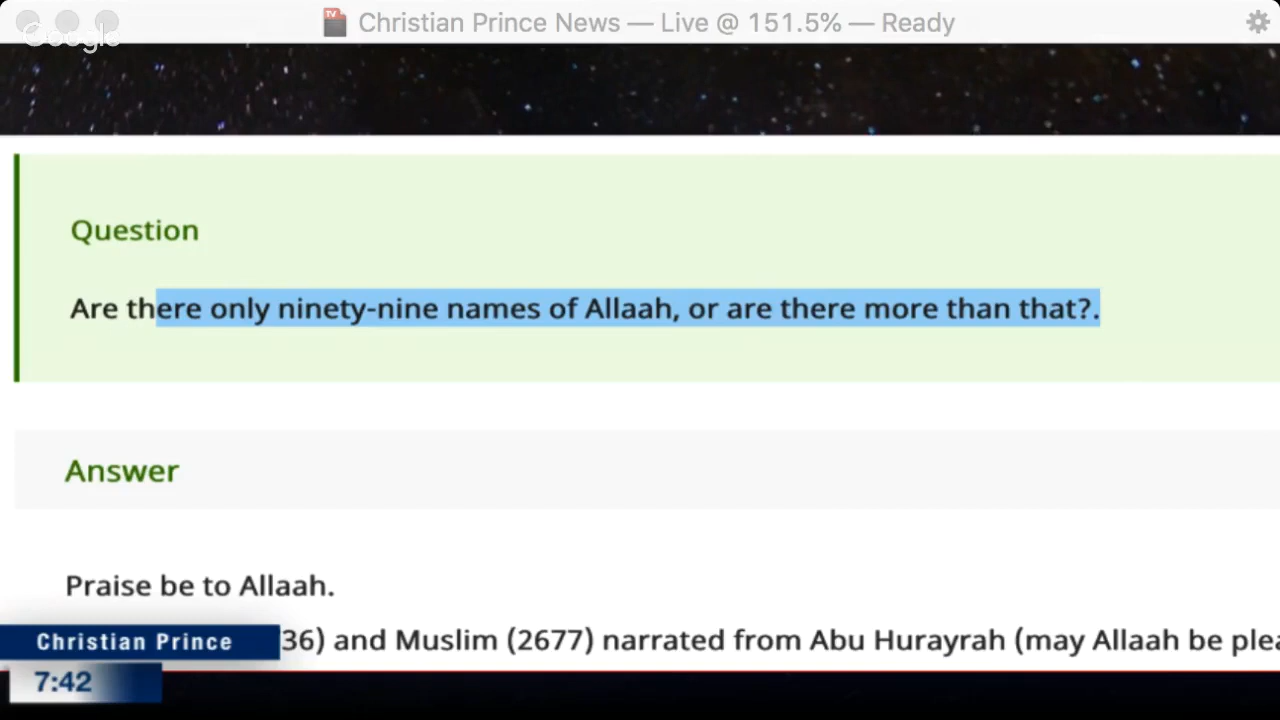 Christian Prince News — Live @ 151.5% — Ready
Google
Question
Are there only ninety-nine names of Allaah, or are there more than that?.
Answer
Praise be to Allaah.
36) and Muslim (2677) narrated from Abu Hurayrah (may Allaah be
Christian Prince
7:42